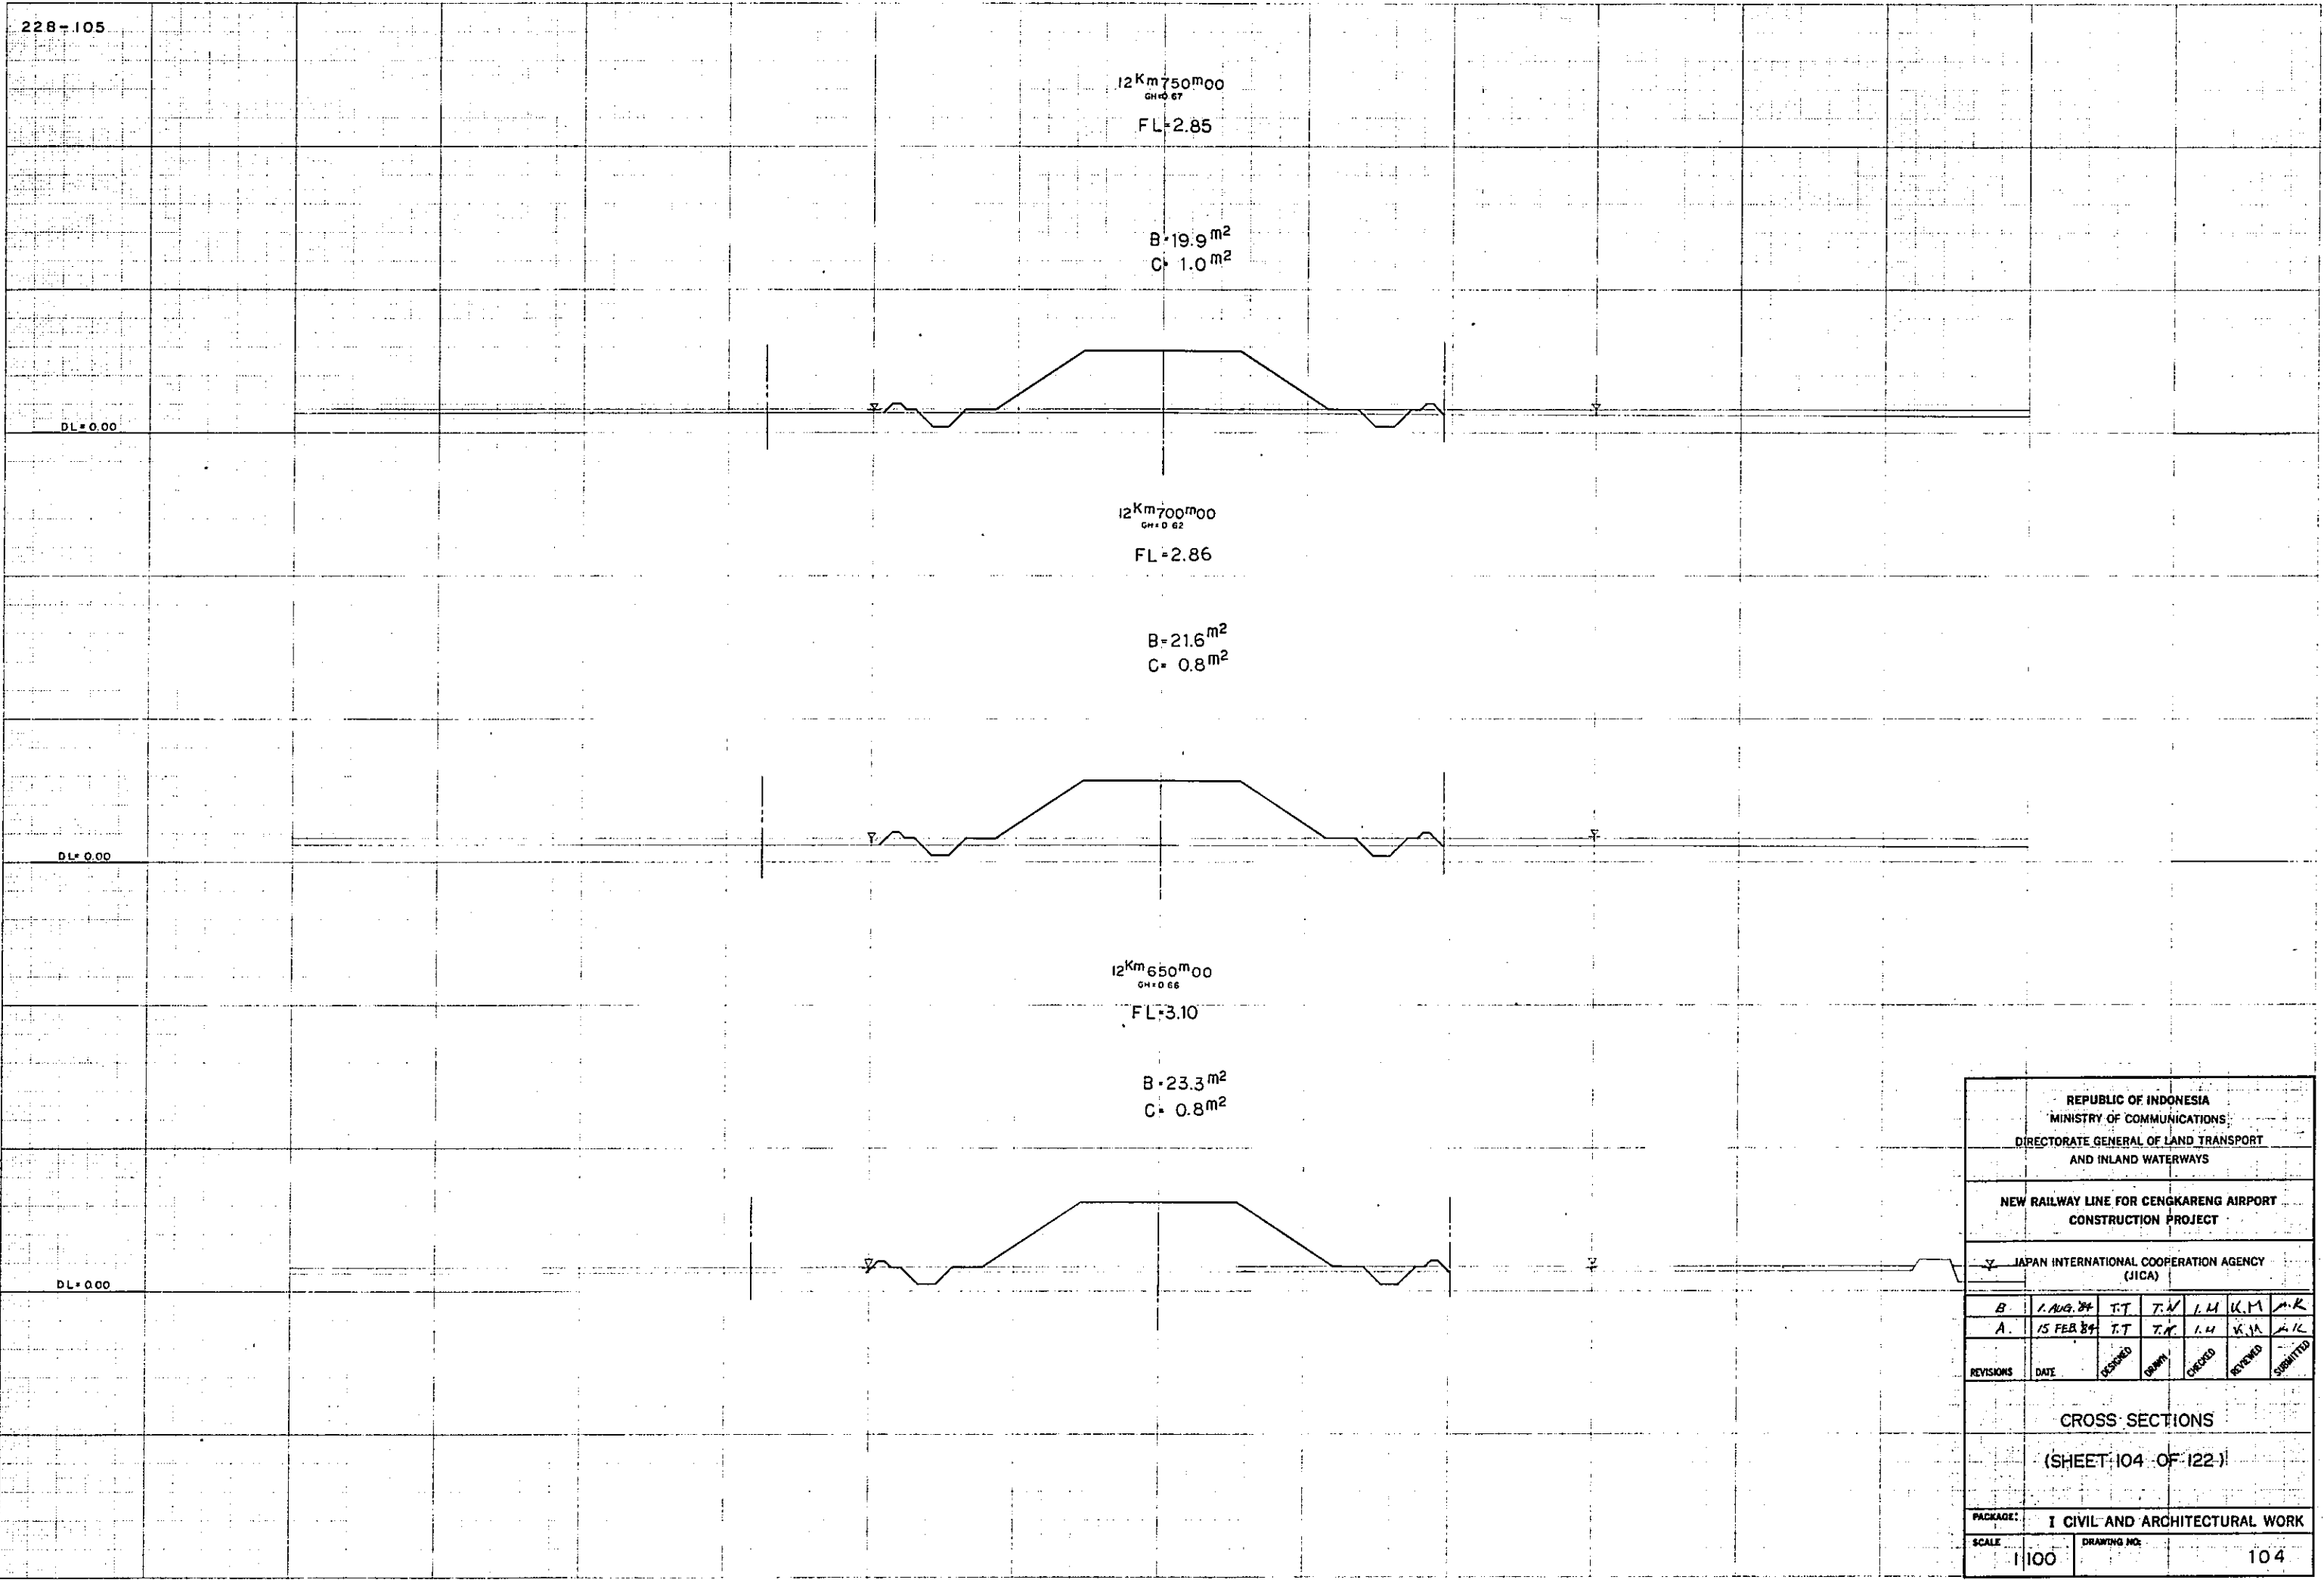 228-105
12Km750m00
GH=0.67
FL=2.85
B=19.9m2
C= 1.0m2
DL=0.00
12Km700m00
GH=0.62
FL=2.86
B=21.6m2
C= 0.8m2
DL=0.00
12Km650m00
GH=0.66
FL=3.10
B=23.3m2
C= 0.8m2
DL=0.00
REPUBLIC OF INDONESIA
MINISTRY OF COMMUNICATIONS
DIRECTORATE GENERAL OF LAND TRANSPORT
AND INLAND WATERWAYS
NEW RAILWAY LINE FOR CENGKARENG AIRPORT
CONSTRUCTION PROJECT
JAPAN INTERNATIONAL COOPERATION AGENCY
(JICA)
B 1. AUG. '84 T.T T.N I.H K.M
A. 15 FEB '84 T.T T.N. I.H K.M
REVISIONS DATE DESIGNED DRAWN CHECKED REVIEWED SUBMITTED
CROSS SECTIONS
(SHEET 104 OF 122)
PACKAGE: I CIVIL AND ARCHITECTURAL WORK
SCALE 1:100 DRAWING NO: 104